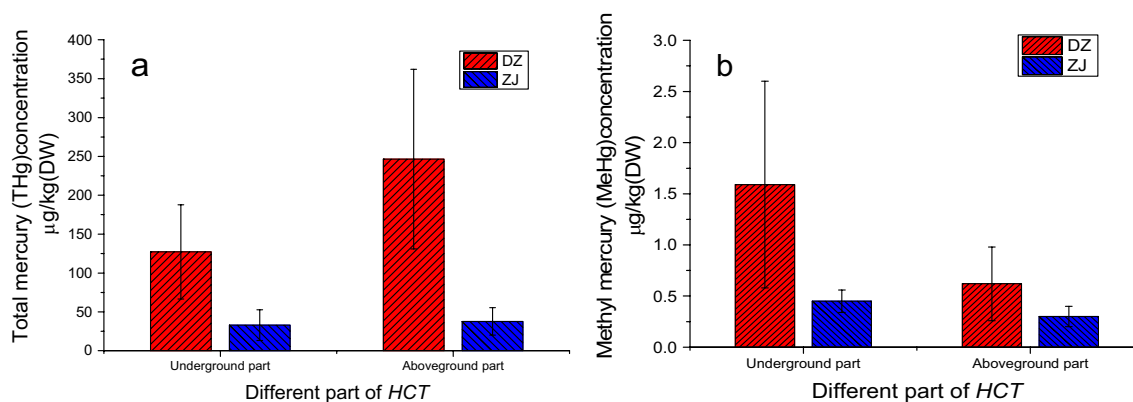 a
DZ
ZJ
400
350
300
250
200
150
100
50
0
Total mercury (THg)concentration
μg/kg(DW)
Underground part
Aboveground part
Different part of HCT
b
DZ
ZJ
3.0
2.5
2.0
1.5
1.0
0.5
0.0
Methyl mercury (MeHg)concentration
μg/kg(DW)
Underground part
Aboveground part
Different part of HCT